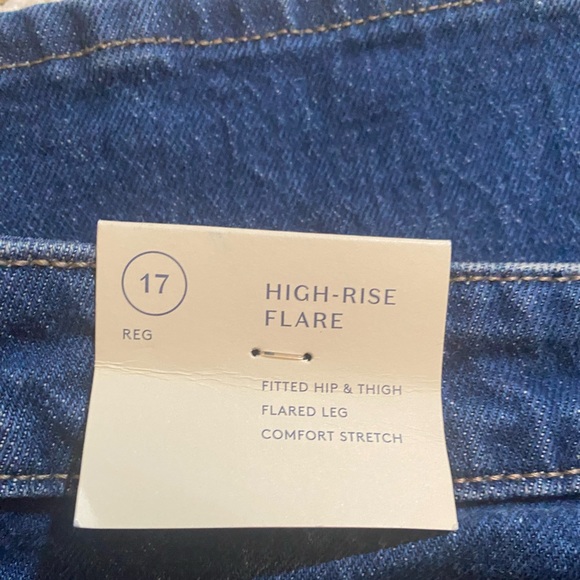 17
REG
HIGH-RISE
FLARE
FITTED HIP & THIGH
FLARED LEG
COMFORT STRETCH